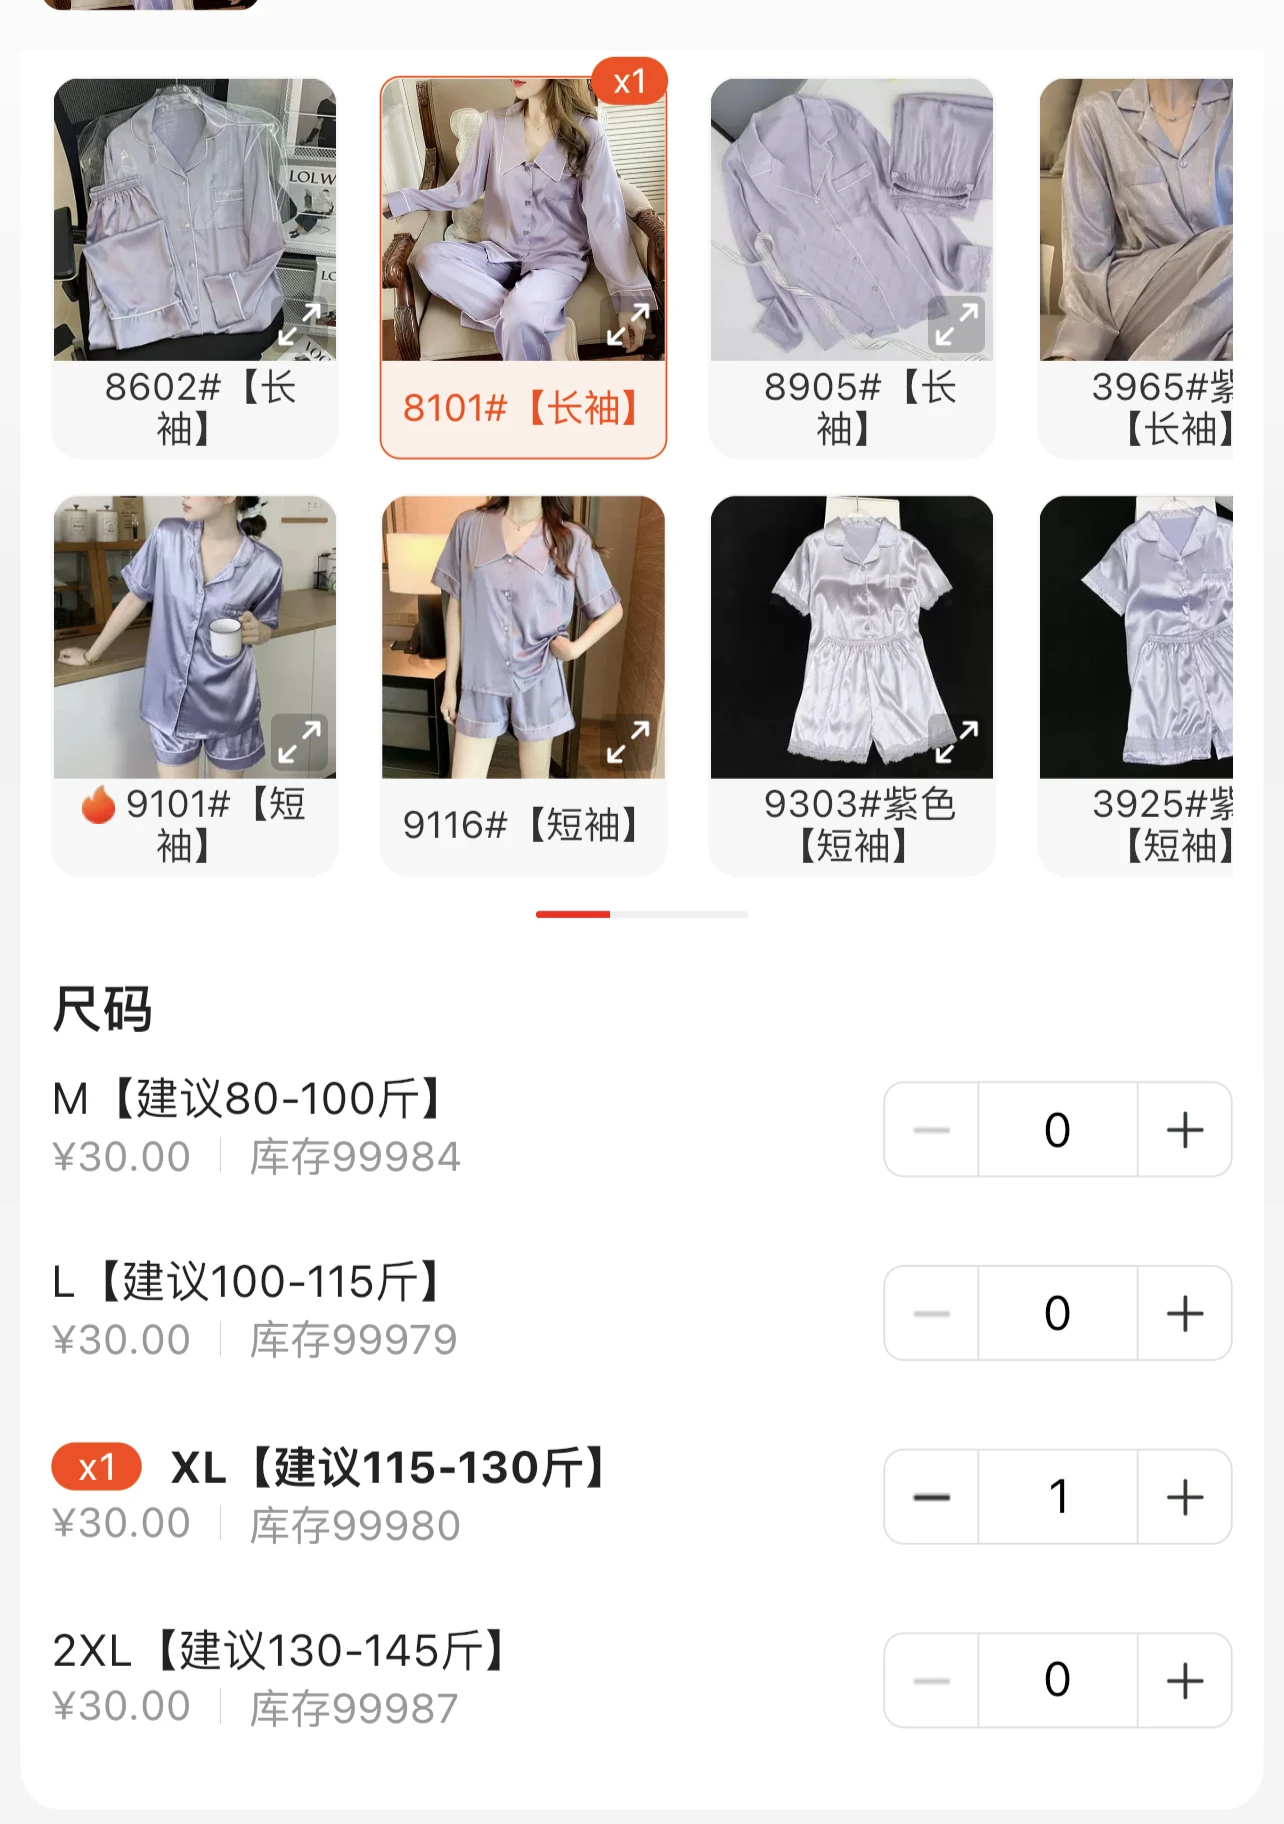 x1
LOLW
LO
VOG
8602#【长
袖】
8101#【长袖】
8905#【长
袖】
3965#紫
【长袖】
9101#【短
袖】
9116#【短袖】
9303#紫色
【短袖】
3925#紫
【短袖】
尺码
M【建议80-100斤】
¥30.00 库存99984
0
L【建议100-115斤】
¥30.00 库存99979
0
x1 XL【建议115-130斤】
¥30.00 库存99980
1
2XL【建议130-145斤】
¥30.00 库存99987
0